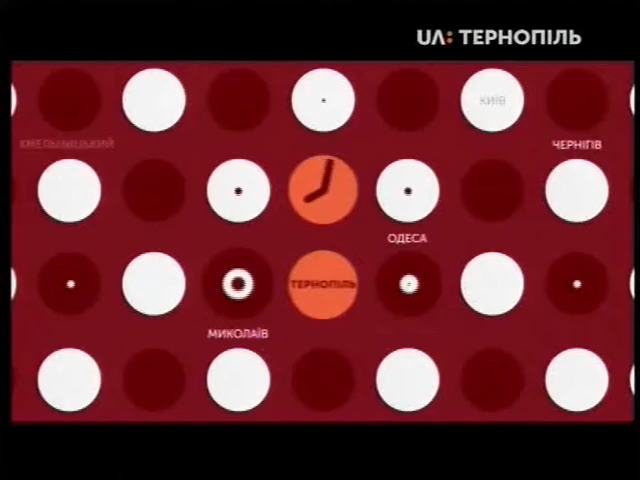 UA: ТЕРНОПІЛЬ
КИЇВ
ХМЕЛЬНИЦЬКИЙ
ЧЕРНІГІВ
ОДЕСА
ТЕРНОПІЛЬ
МИКОЛАЇВ